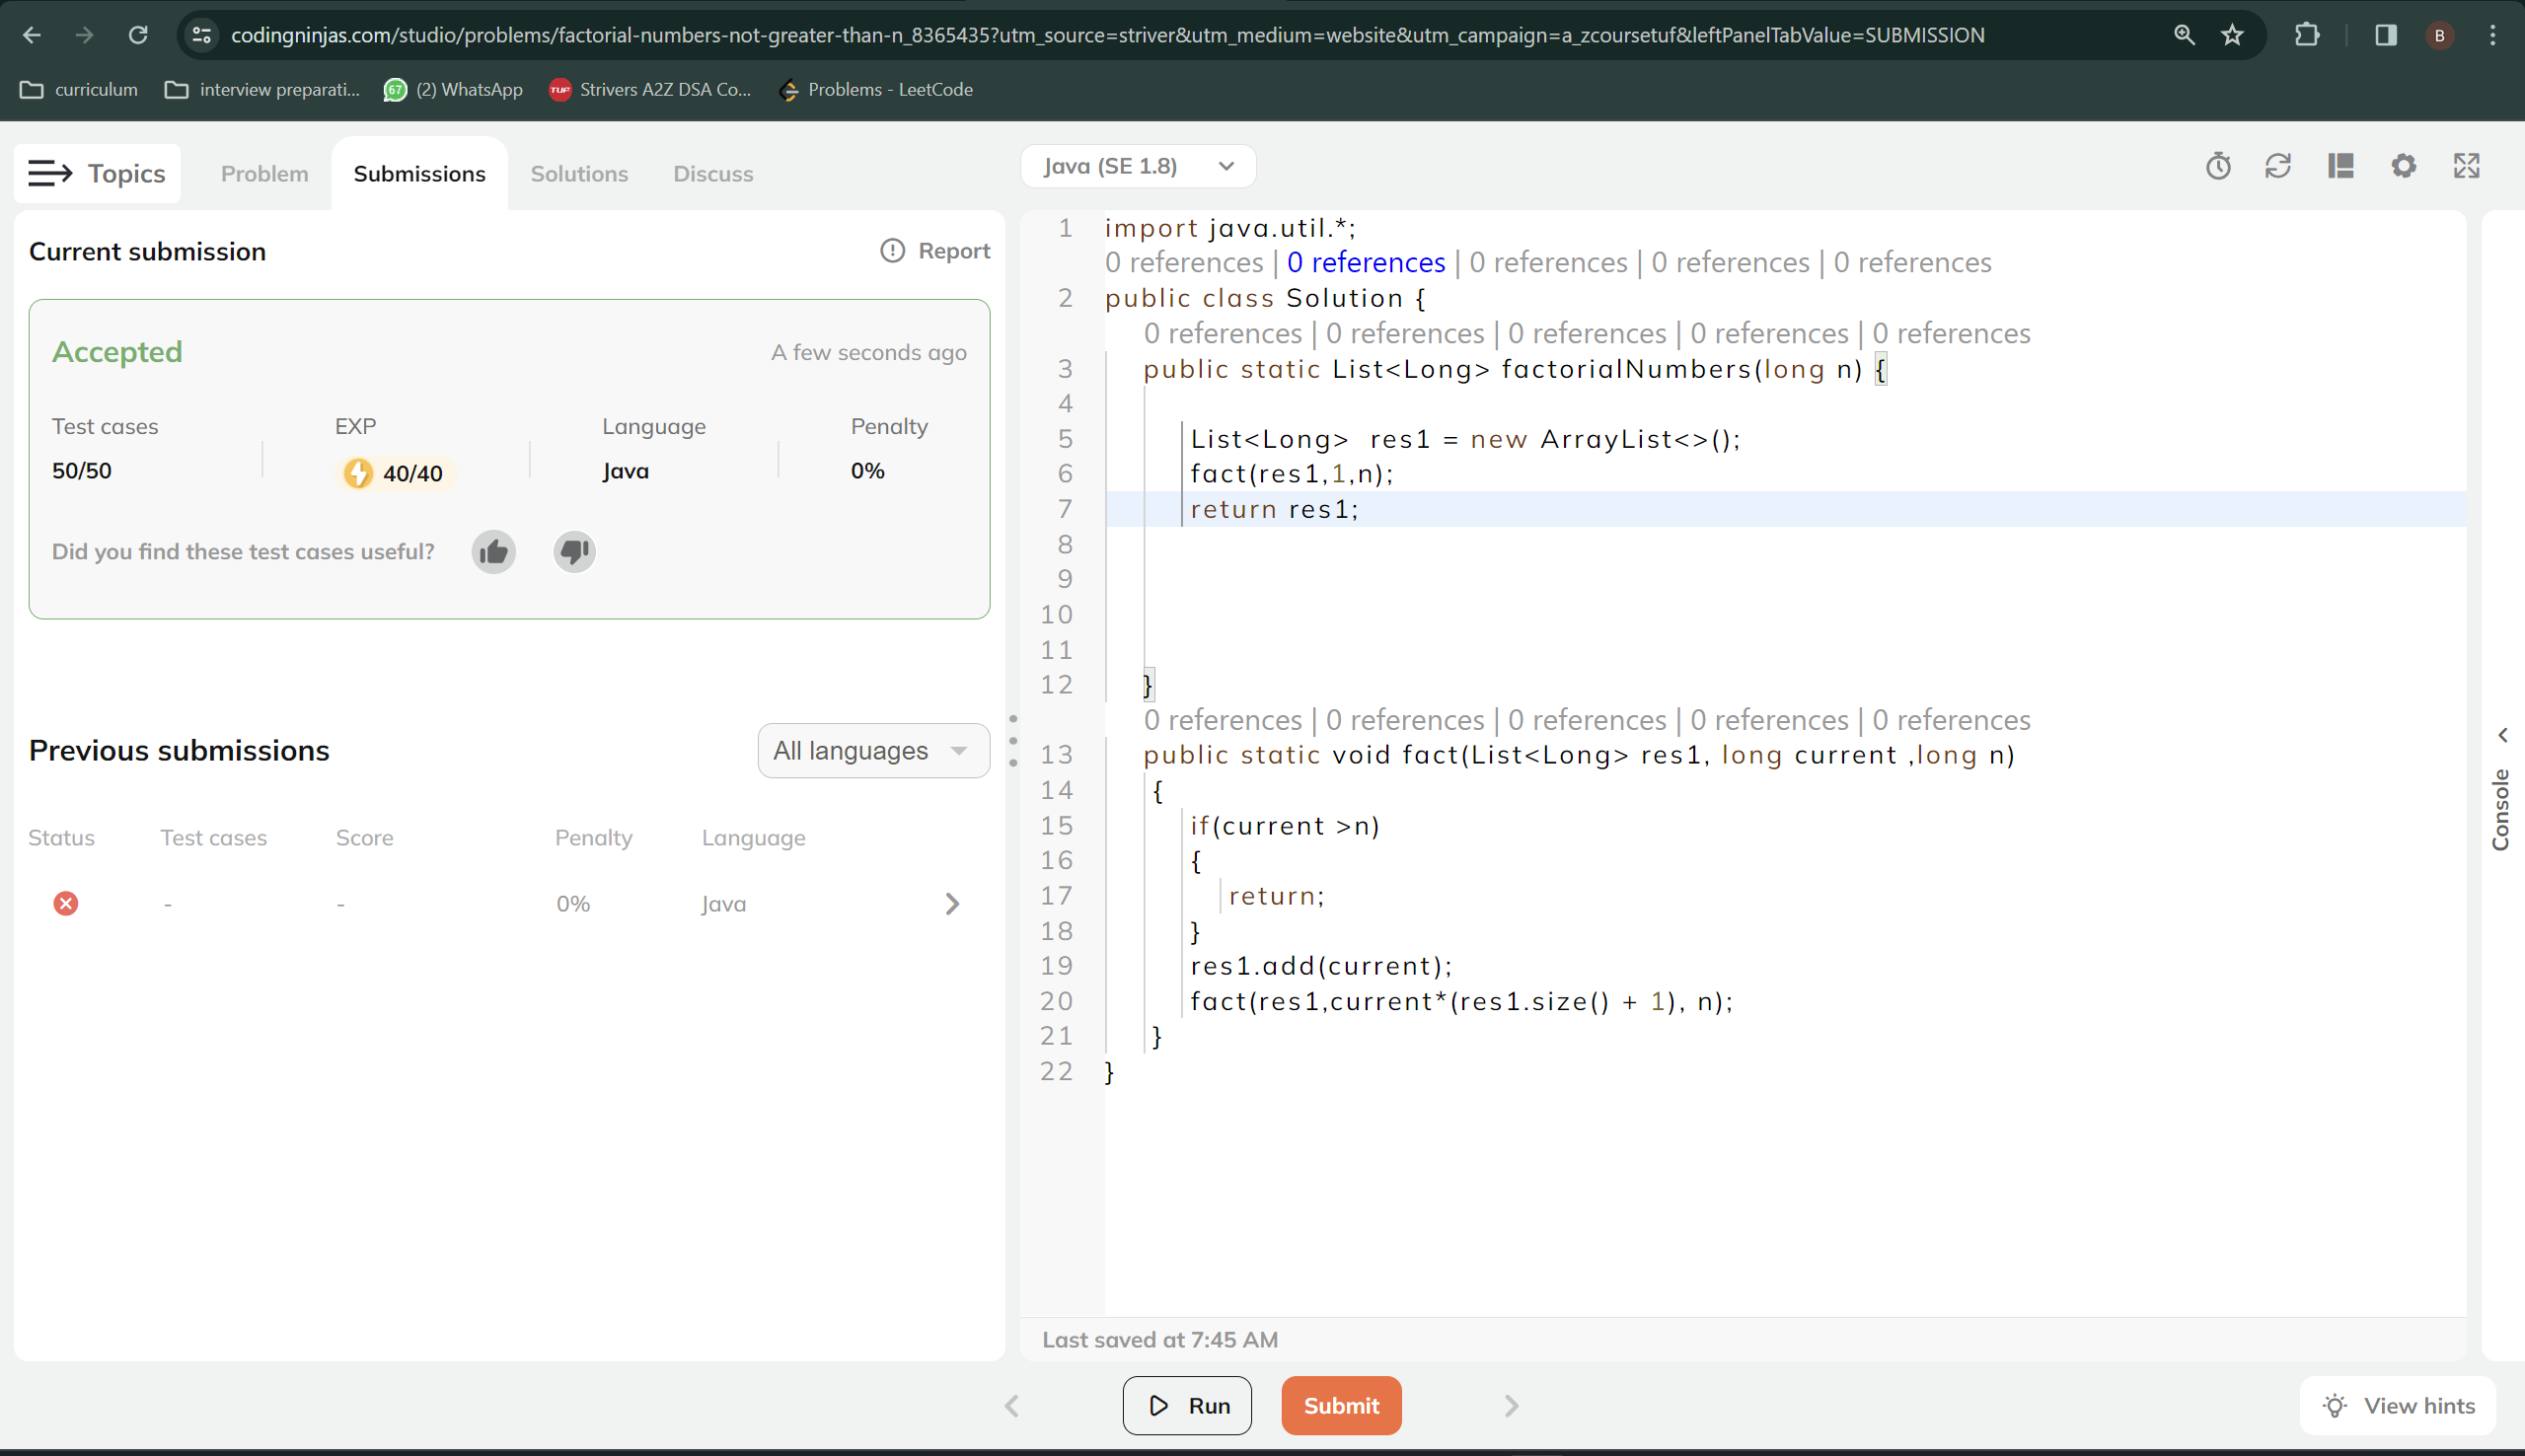 codingninjas.com/studio/problems/factorial-numbers-not-greater-than-n_8365435?utm_source=striver&utm_medium=website&utm_campaign=a_zcoursetuf&leftPanelTabValue=SUBMISSION
B
curriculum
interview preparati...
67
(2) WhatsApp
TUF
Strivers A2Z DSA Co...
Problems - LeetCode
Topics
Problem
Submissions
Solutions
Discuss
Current submission
Report
Accepted
A few seconds ago
Test cases
EXP
Language
Penalty
50/50
40/40
Java
0%
Did you find these test cases useful?
Previous submissions
All languages
Status
Test cases
Score
Penalty
Language
-
-
0%
Java
Java (SE 1.8)
1 import java.util.*;
0 references | 0 references | 0 references | 0 references | 0 references
2 public class Solution {
0 references | 0 references | 0 references | 0 references | 0 references
3 public static List<Long> factorialNumbers(long n) {
4
5 List<Long>  res1 = new ArrayList<>();
6 fact(res1,1,n);
7 return res1;
8
9
10
11
12 }
0 references | 0 references | 0 references | 0 references | 0 references
13 public static void fact(List<Long> res1, long current ,long n)
14 {
15 if(current >n)
16 {
17 return;
18 }
19 res1.add(current);
20 fact(res1,current*(res1.size() + 1), n);
21 }
22 }
Console
Last saved at 7:45 AM
Run
Submit
View hints